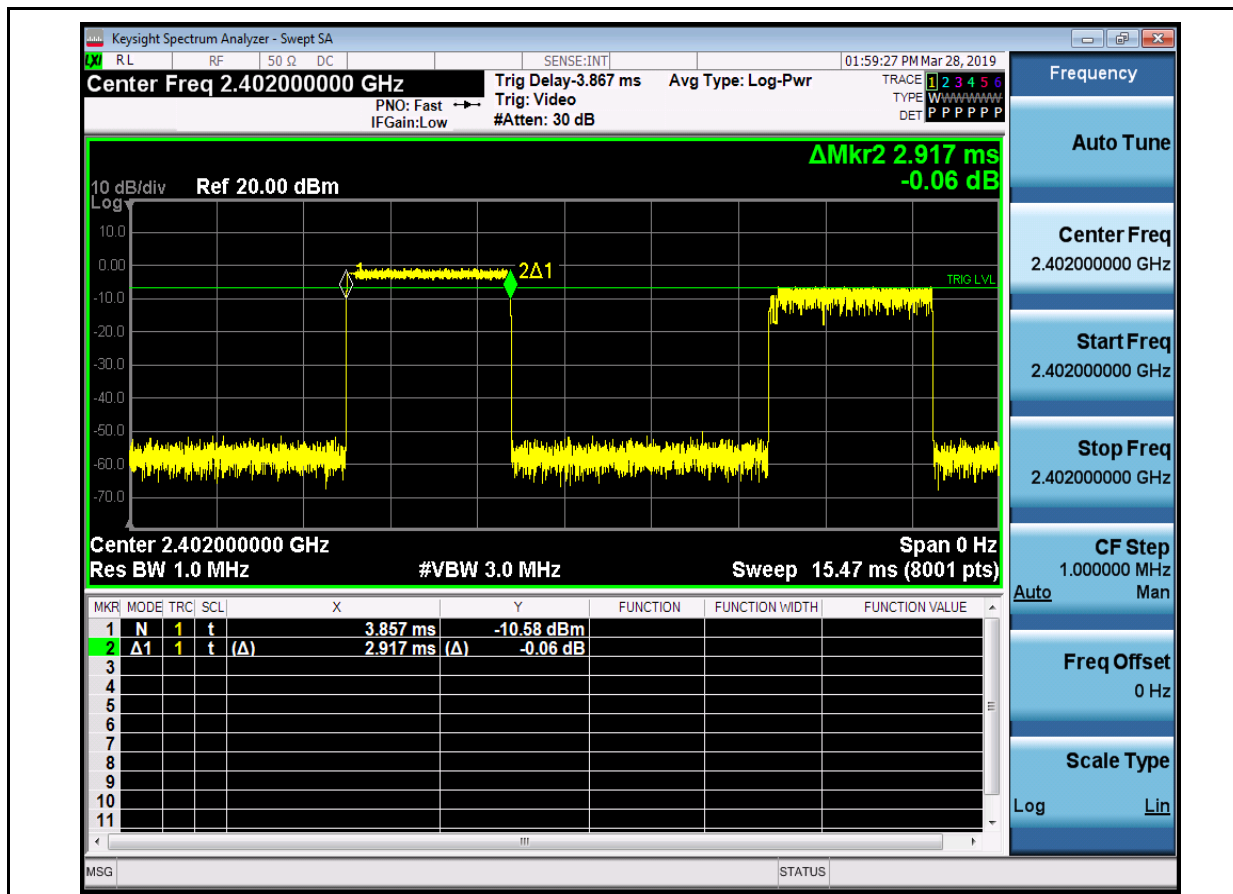 Keysight Spectrum Analyzer - Swept SA
LXI RL RF 50 Ω DC SENSE:INT 01:59:27 PM Mar 28, 2019
Center Freq 2.402000000 GHz Trig Delay-3.867 ms Avg Type: Log-Pwr TRACE 1 2 3 4 5 6
PNO: Fast Trig: Video TYPE WWWWWW
IFGain:Low #Atten: 30 dB DET P P P P P P
ΔMkr2 2.917 ms
-0.06 dB
10 dB/div Ref 20.00 dBm
Log
10.0
0.00
-10.0
-20.0
-30.0
-40.0
-50.0
-60.0
-70.0
1
2Δ1
TRIG LVL
Center 2.402000000 GHz Span 0 Hz
Res BW 1.0 MHz #VBW 3.0 MHz Sweep 15.47 ms (8001 pts)
MKR MODE TRC SCL X Y FUNCTION FUNCTION WIDTH FUNCTION VALUE
1 N 1 t 3.857 ms -10.58 dBm
2 Δ1 1 t (Δ) 2.917 ms (Δ) -0.06 dB
3
4
5
6
7
8
9
10
11
MSG STATUS
Frequency
Auto Tune
Center Freq
2.402000000 GHz
Start Freq
2.402000000 GHz
Stop Freq
2.402000000 GHz
CF Step
1.000000 MHz
Auto Man
Freq Offset
0 Hz
Scale Type
Log Lin